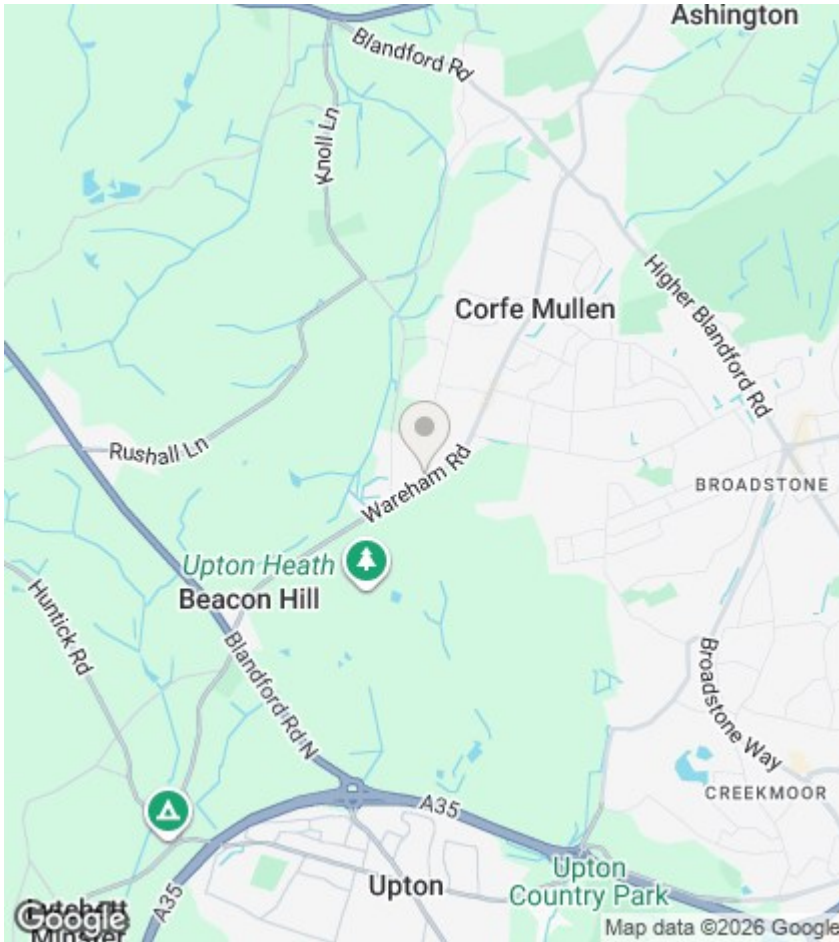 Ashington
Blandford Rd
Knoll Ln
Corfe Mullen
Higher Blandford Rd
Rushall Ln
Wareham Rd
BROADSTONE
Upton Heath
Beacon Hill
Huntick Rd
Blandford Rd N
Broadstone Way
CREEKMOOR
A35
A35
Upton
Upton
Country Park
Google
Minster
Map data ©2026 Google